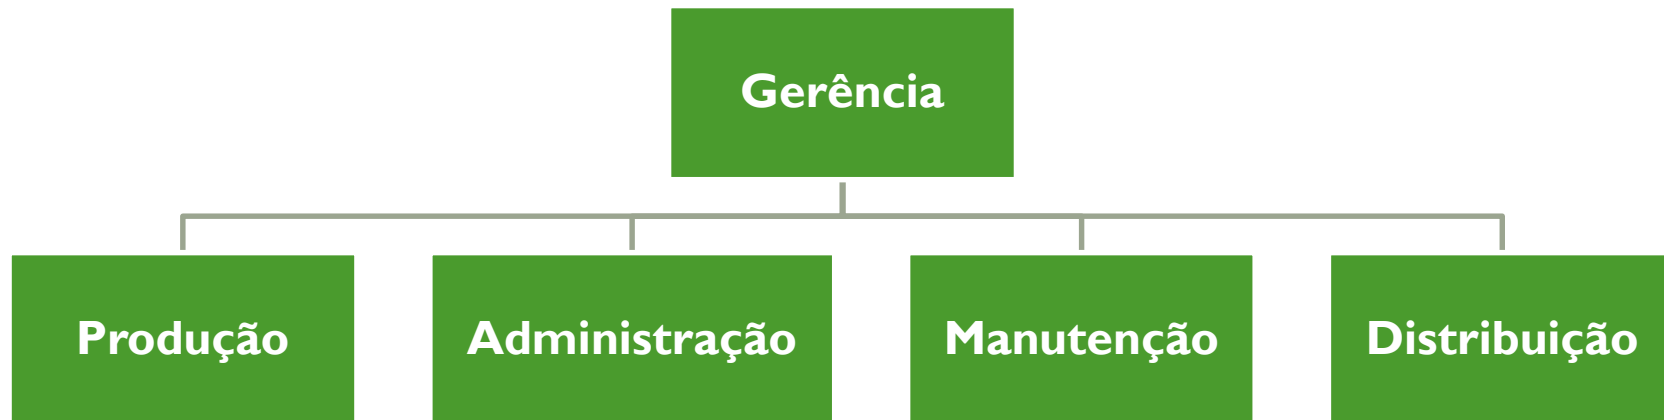 Gerência
Produção
Administração
Manutenção
Distribuição